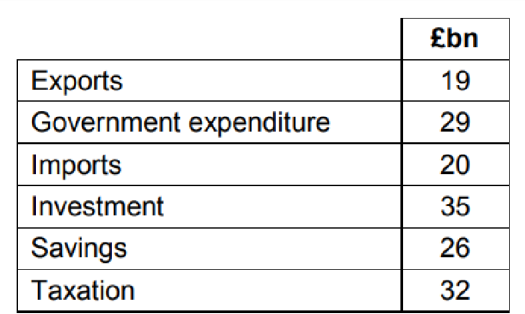 £bn
Exports 19
Government expenditure 29
Imports 20
Investment 35
Savings 26
Taxation 32